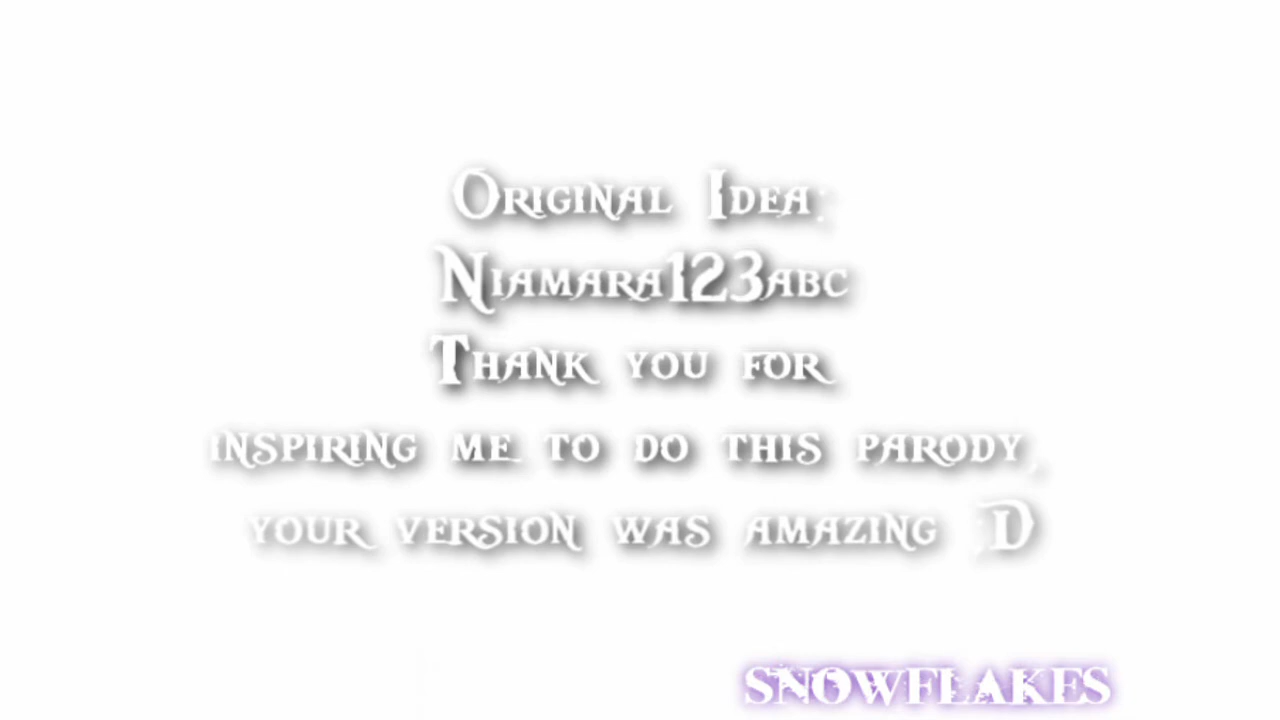 Original Idea:
Niamara123abc
Thank you for
inspiring me to do this parody,
your version was amazing ;D
SNOWFLAKES